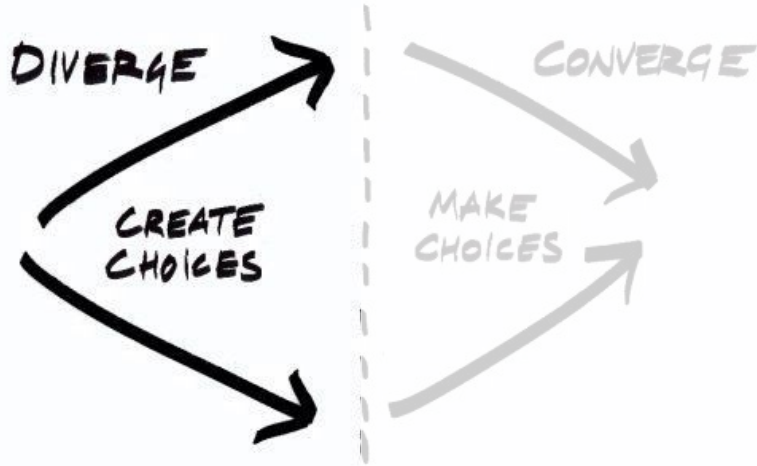 DIVERGE
CREATE
CHOICES
CONVERGE
MAKE
CHOICES